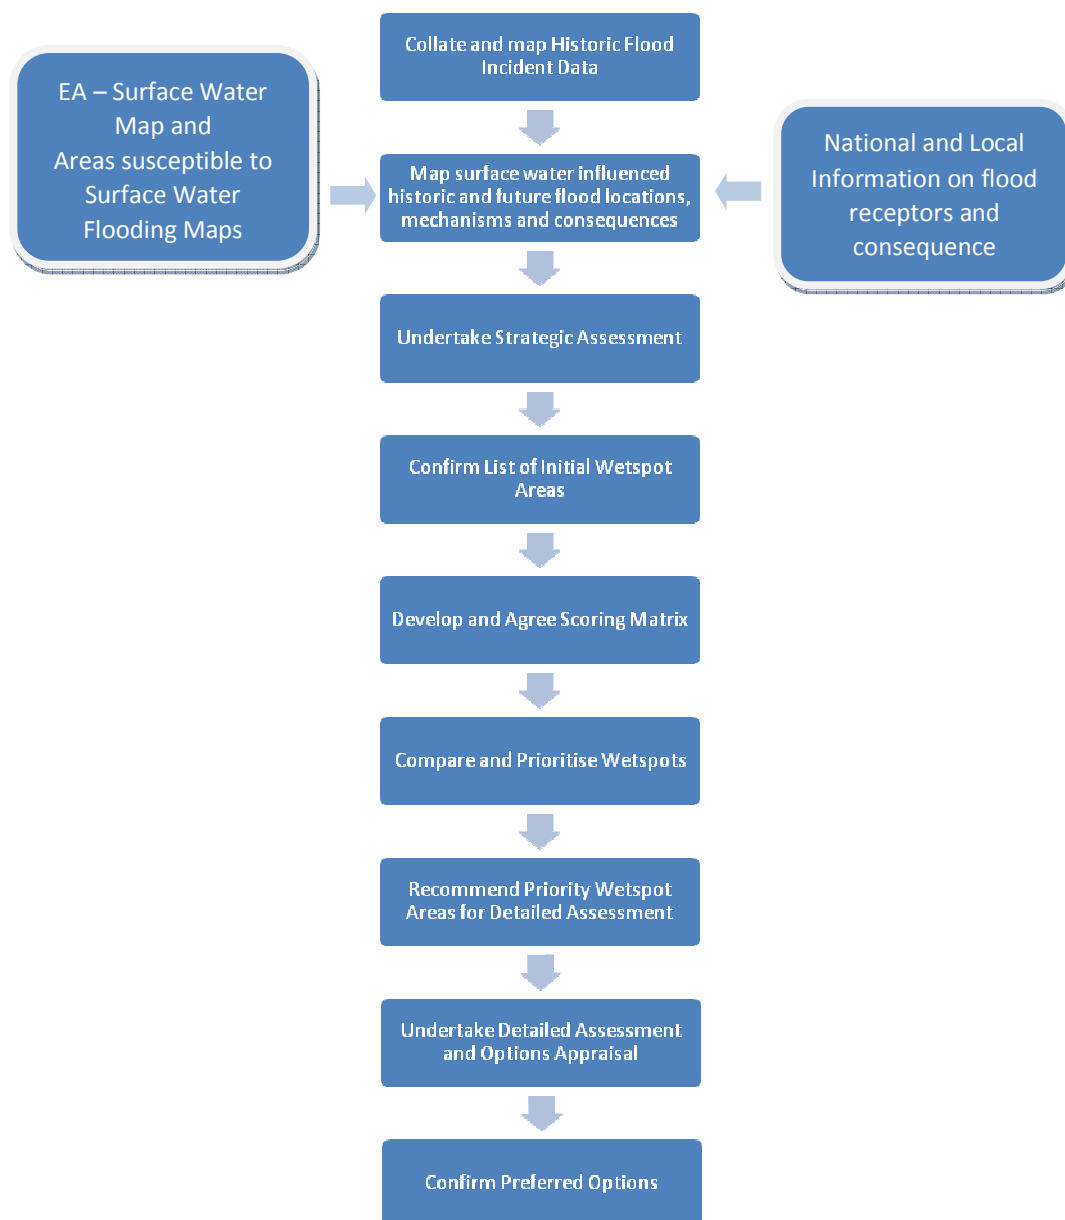 Collate and map Historic Flood
Incident Data
EA – Surface Water
Map and
Areas susceptible to
Surface Water
Flooding Maps
Map surface water influenced
historic and future flood locations,
mechanisms and consequences
National and Local
Information on flood
receptors and
consequence
Undertake Strategic Assessment
Confirm List of Initial Wetspot
Areas
Develop and Agree Scoring Matrix
Compare and Prioritise Wetspots
Recommend Priority Wetspot
Areas for Detailed Assessment
Undertake Detailed Assessment
and Options Appraisal
Confirm Preferred Options